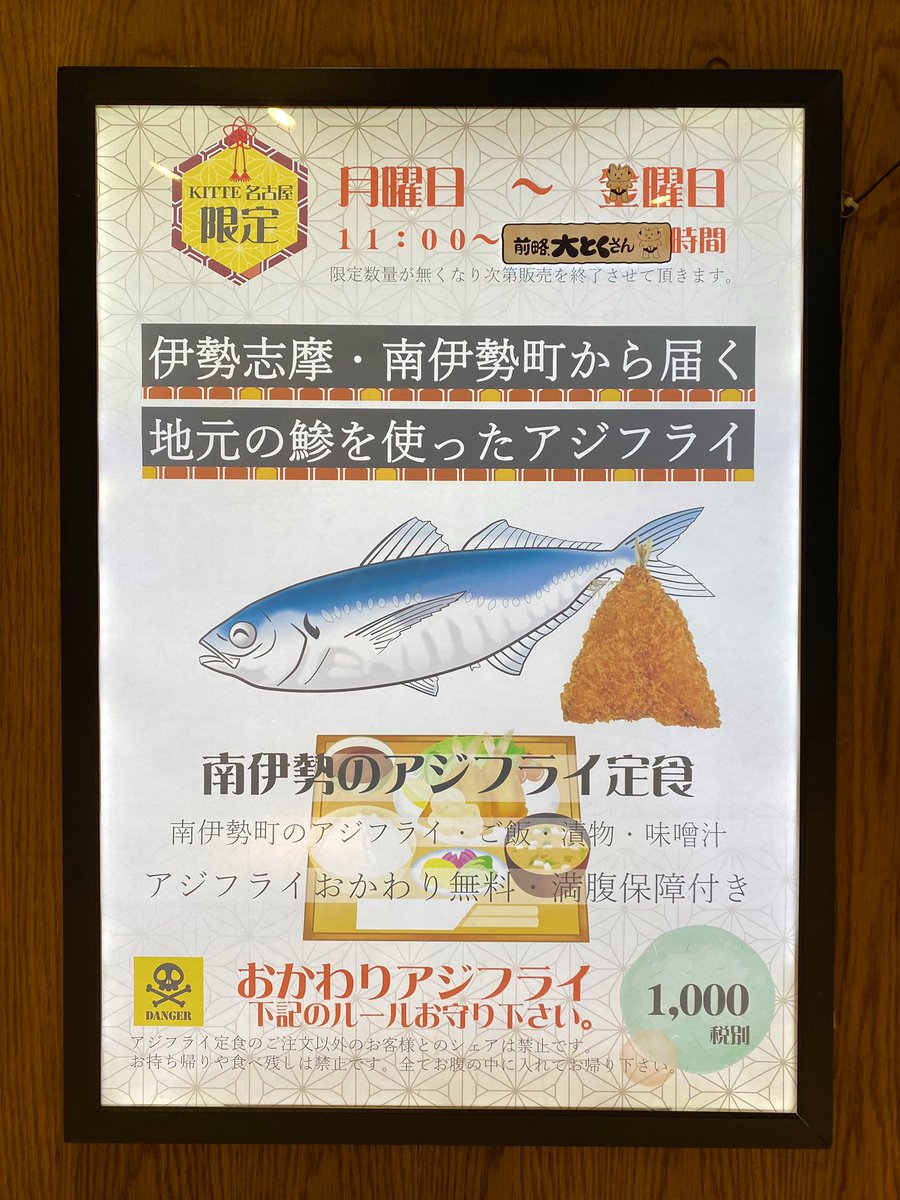 KITTE 名古屋
限定
月曜日 ～ 金曜日
11:00～
前略、大とくさん
時間
限定数量が無くなり次第販売を終了させて頂きます。
伊勢志摩・南伊勢町から届く
地元の鯵を使ったアジフライ
南伊勢のアジフライ定食
南伊勢町のアジフライ・ご飯・漬物・味噌汁
アジフライおかわり無料・満腹保障付き
DANGER
おかわりアジフライ
下記のルールお守り下さい。
1,000
税別
アジフライ定食のご注文以外のお客様とのシェアは禁止です。
お持ち帰りや食べ残しは禁止です。全てお腹の中に入れてお帰り下さい。